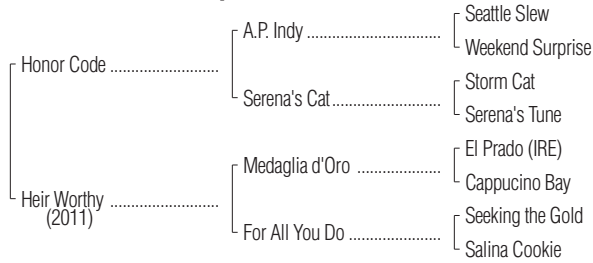 Seattle Slew
A.P. Indy ..............................
Weekend Surprise
Honor Code ........................
Storm Cat
Serena's Cat ........................
Serena's Tune
El Prado (IRE)
Medaglia d'Oro ...................
Cappucino Bay
Heir Worthy ........................
(2011)
Seeking the Gold
For All You Do ....................
Salina Cookie